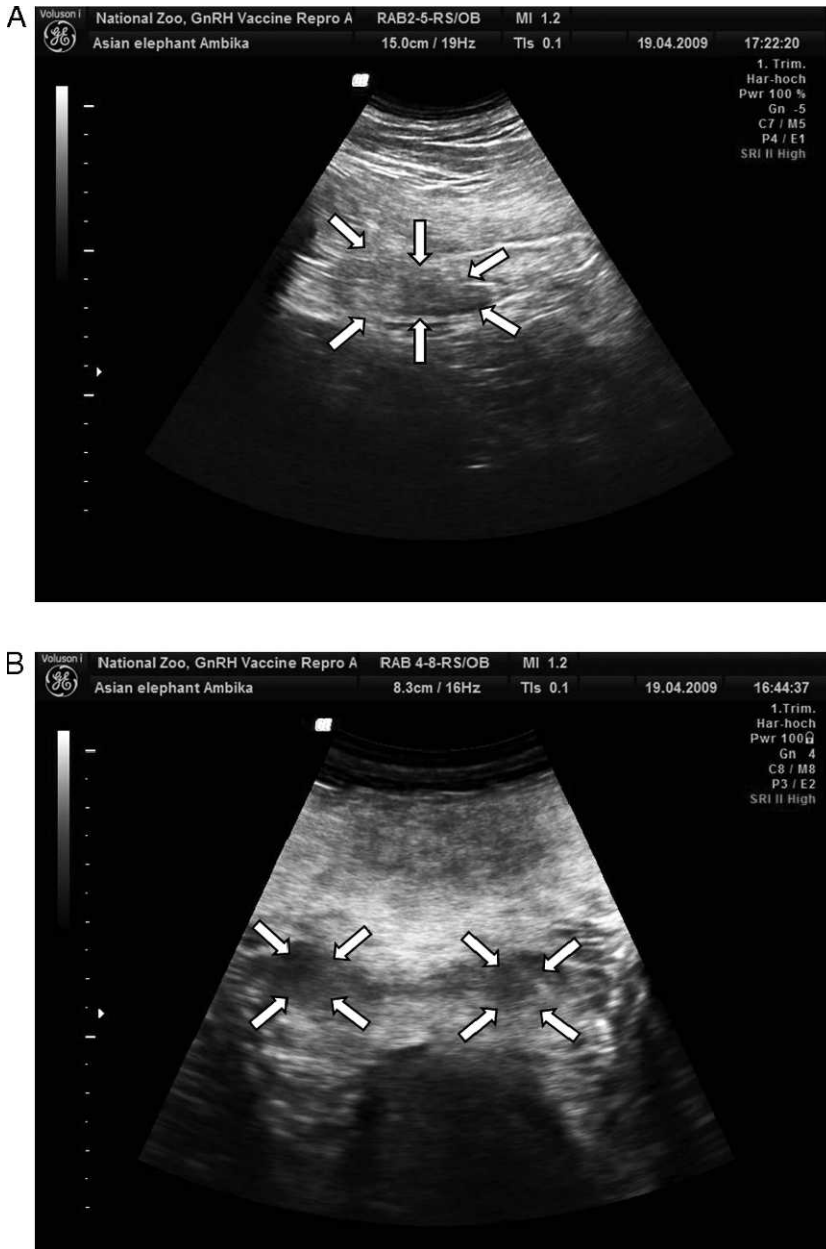 A
Voluson i
National Zoo, GnRH Vaccine Repro A RAB2-5-RS/OB MI 1.2
GE
Asian elephant Ambika 15.0cm / 19Hz TIs 0.1 19.04.2009 17:22:20
1. Trim.
Har-hoch
Pwr 100 %
Gn -5
C7 / M5
P4 / E1
SRI II High
B
Voluson i
National Zoo, GnRH Vaccine Repro A RAB 4-8-RS/OB MI 1.2
GE
Asian elephant Ambika 8.3cm / 16Hz TIs 0.1 19.04.2009 16:44:37
1.Trim.
Har-hoch
Pwr 100
Gn 4
C8 / M8
P3 / E2
SRI II High